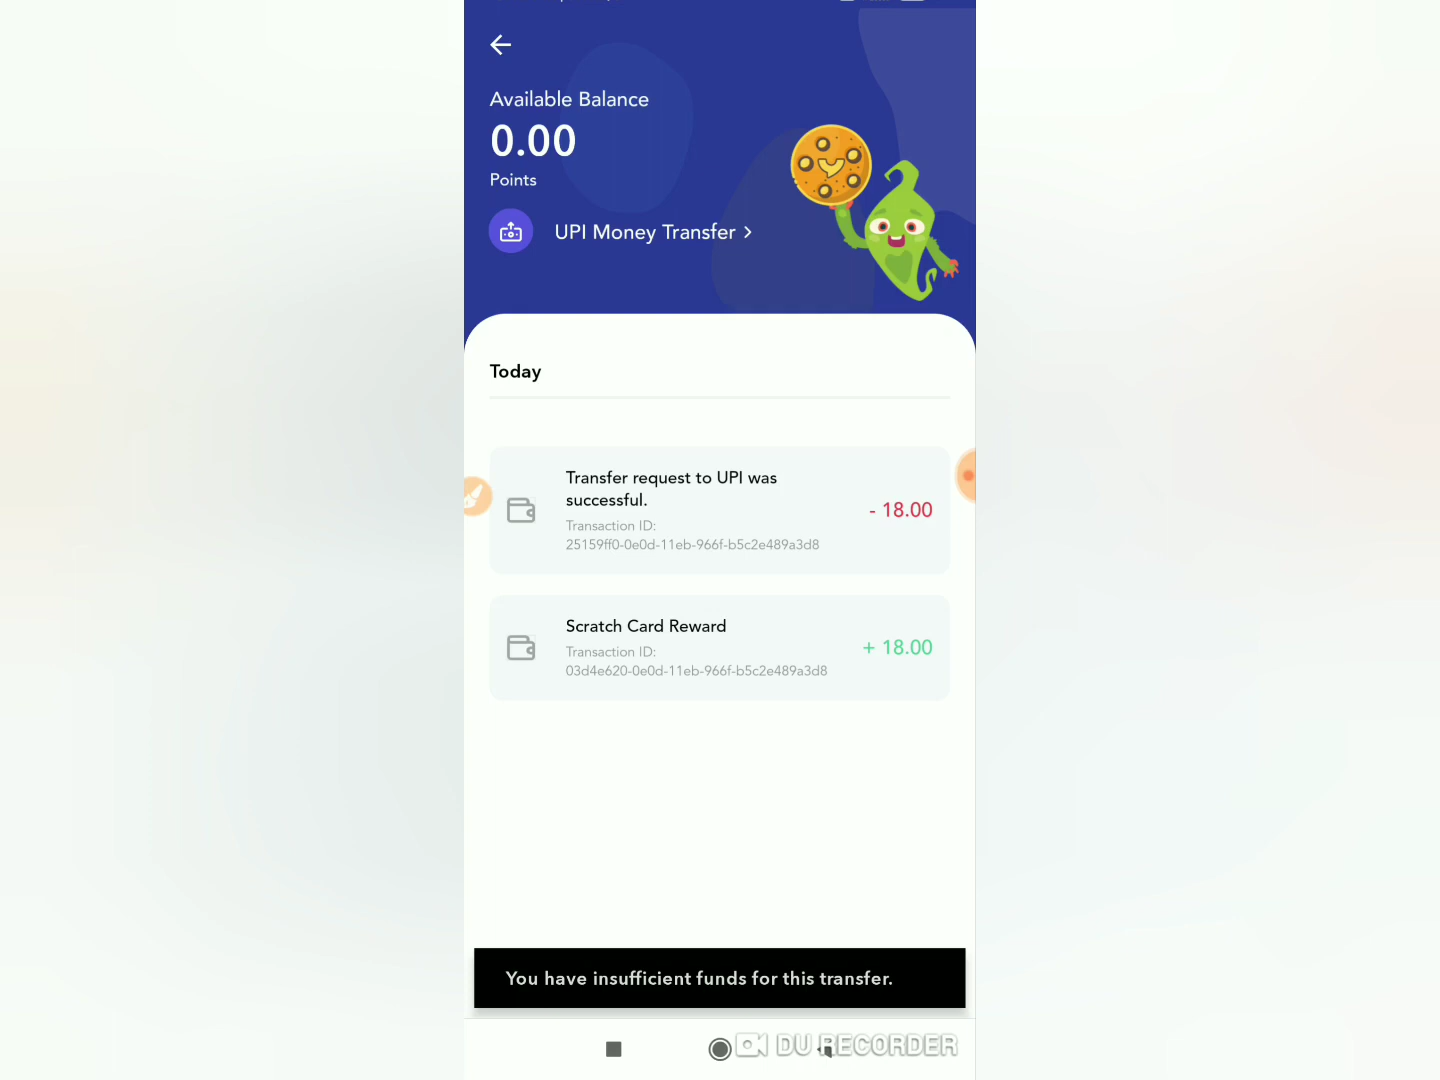 Available Balance
0.00
Points
UPI Money Transfer >
Today
Transfer request to UPI was
successful.
- 18.00
Transaction ID:
25159ff0-0e0d-11eb-966f-b5c2e489a3d8
Scratch Card Reward
+ 18.00
Transaction ID:
03d4e620-0e0d-11eb-966f-b5c2e489a3d8
You have insufficient funds for this transfer.
DU RECORDER